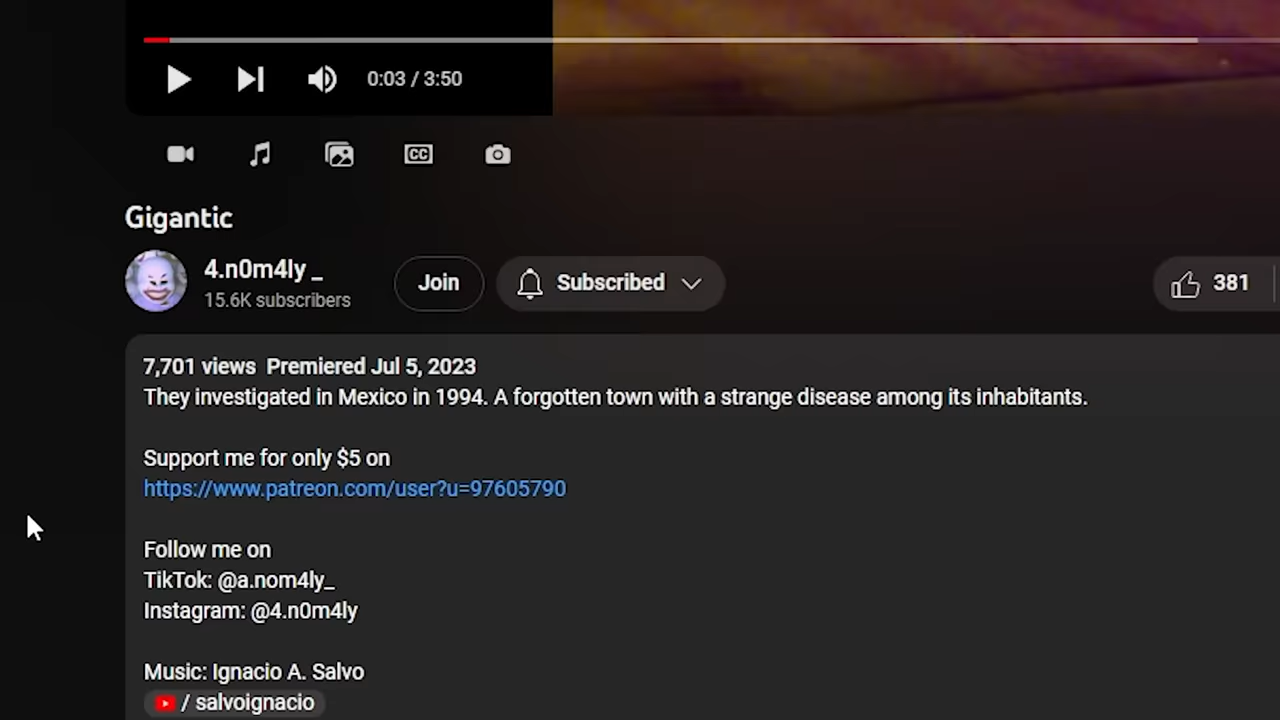 0:03 / 3:50
CC
Gigantic
4.n0m4ly _
15.6K subscribers
Join
Subscribed
381
7,701 views Premiered Jul 5, 2023
They investigated in Mexico in 1994. A forgotten town with a strange disease among its inhabitants.
Support me for only $5 on
https://www.patreon.com/user?u=97605790
Follow me on
TikTok: @a.nom4ly_
Instagram: @4.n0m4ly
Music: Ignacio A. Salvo
/ salvoignacio